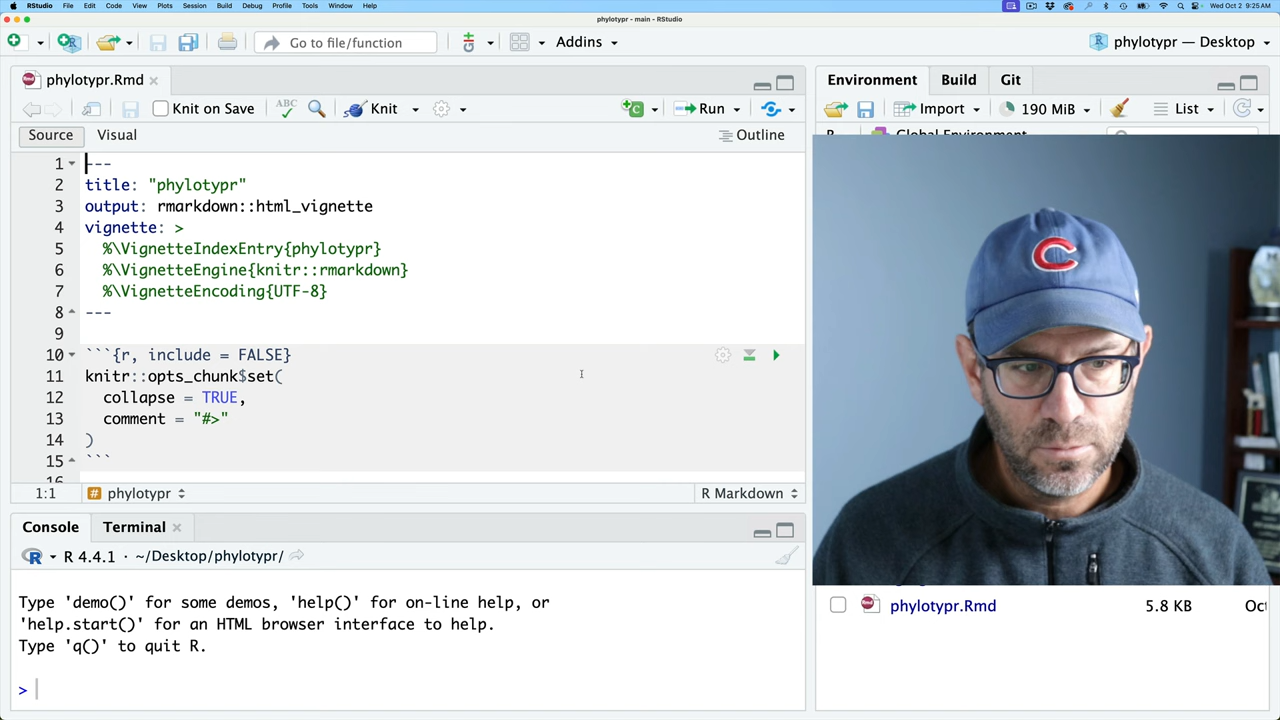 RStudio File Edit Code View Plots Session Build Debug Profile Tools Window Help
Wed Oct 2 9:25 AM
phylotypr - main - RStudio
Go to file/function
Addins
phylotypr — Desktop
phylotypr.Rmd
Knit on Save
ABC
Knit
Run
Source
Visual
Outline
1 ---
2 title: "phylotypr"
3 output: rmarkdown::html_vignette
4 vignette: >
5 %\VignetteIndexEntry{phylotypr}
6 %\VignetteEngine{knitr::rmarkdown}
7 %\VignetteEncoding{UTF-8}
8 ---
9
10 ```{r, include = FALSE}
11 knitr::opts_chunk$set(
12 collapse = TRUE,
13 comment = "#>"
14 )
15 ```
1:1
phylotypr
R Markdown
Console
Terminal
R 4.4.1 · ~/Desktop/phylotypr/
Type 'demo()' for some demos, 'help()' for on-line help, or
'help.start()' for an HTML browser interface to help.
Type 'q()' to quit R.
>
Environment
Build
Git
Import
190 MiB
List
R
Global Environment
C
phylotypr.Rmd
5.8 KB